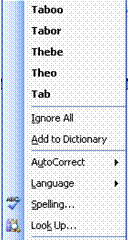 Taboo
Tabor
Thebe
Theo
Tab
Ignore All
Add to Dictionary
AutoCorrect
Language
Spelling...
Look Up...